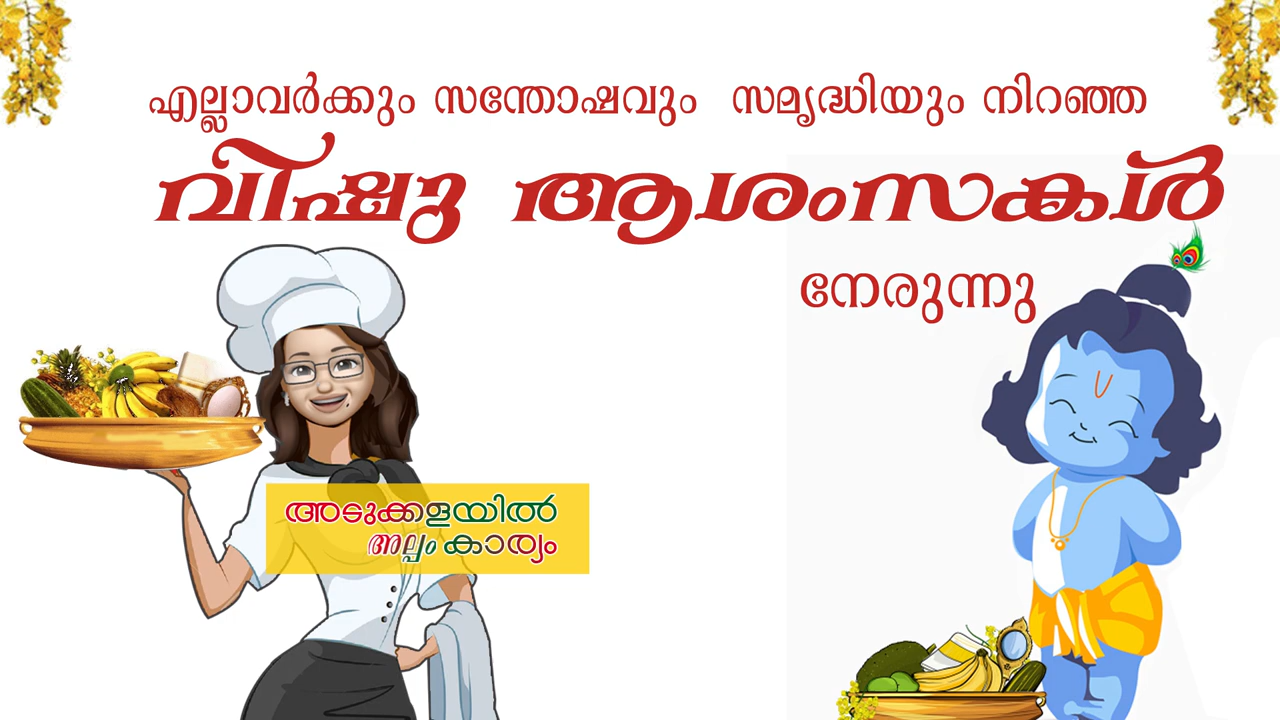 എല്ലാവർക്കും സന്തോഷവും സമൃദ്ധിയും നിറഞ്ഞ
വിഷു ആശംസകൾ
നേരുന്നു
അടുക്കളയിൽ
അല്പം കാര്യം